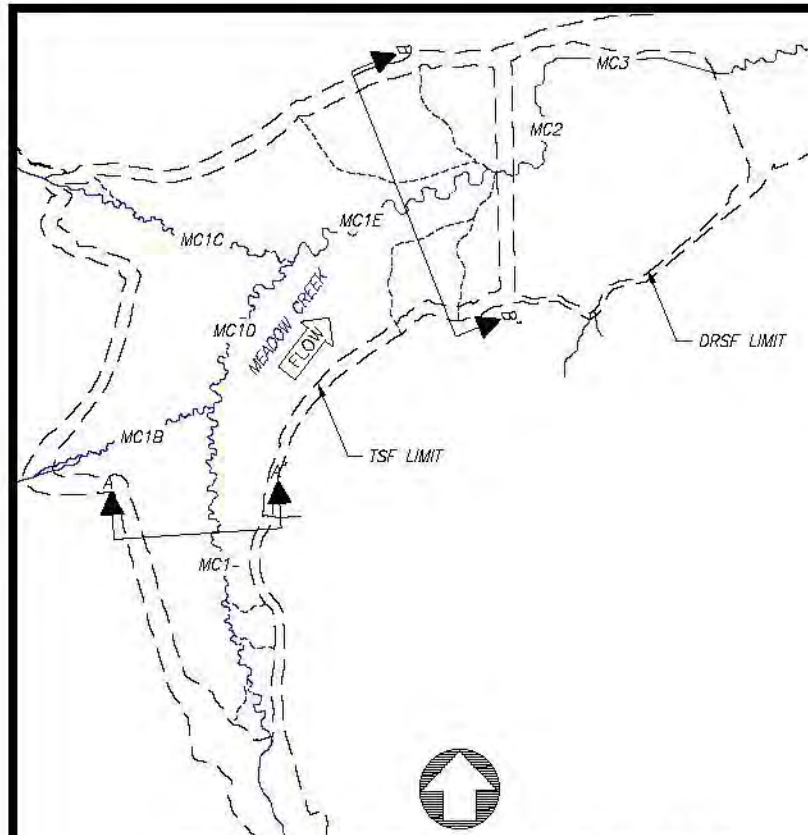 B
MC3
MC2
MC1E
MC1C
MEADOW CREEK
MC1D
FLOW
B'
DRSF LIMIT
MC1B
TSF LIMIT
A
A'
MC1